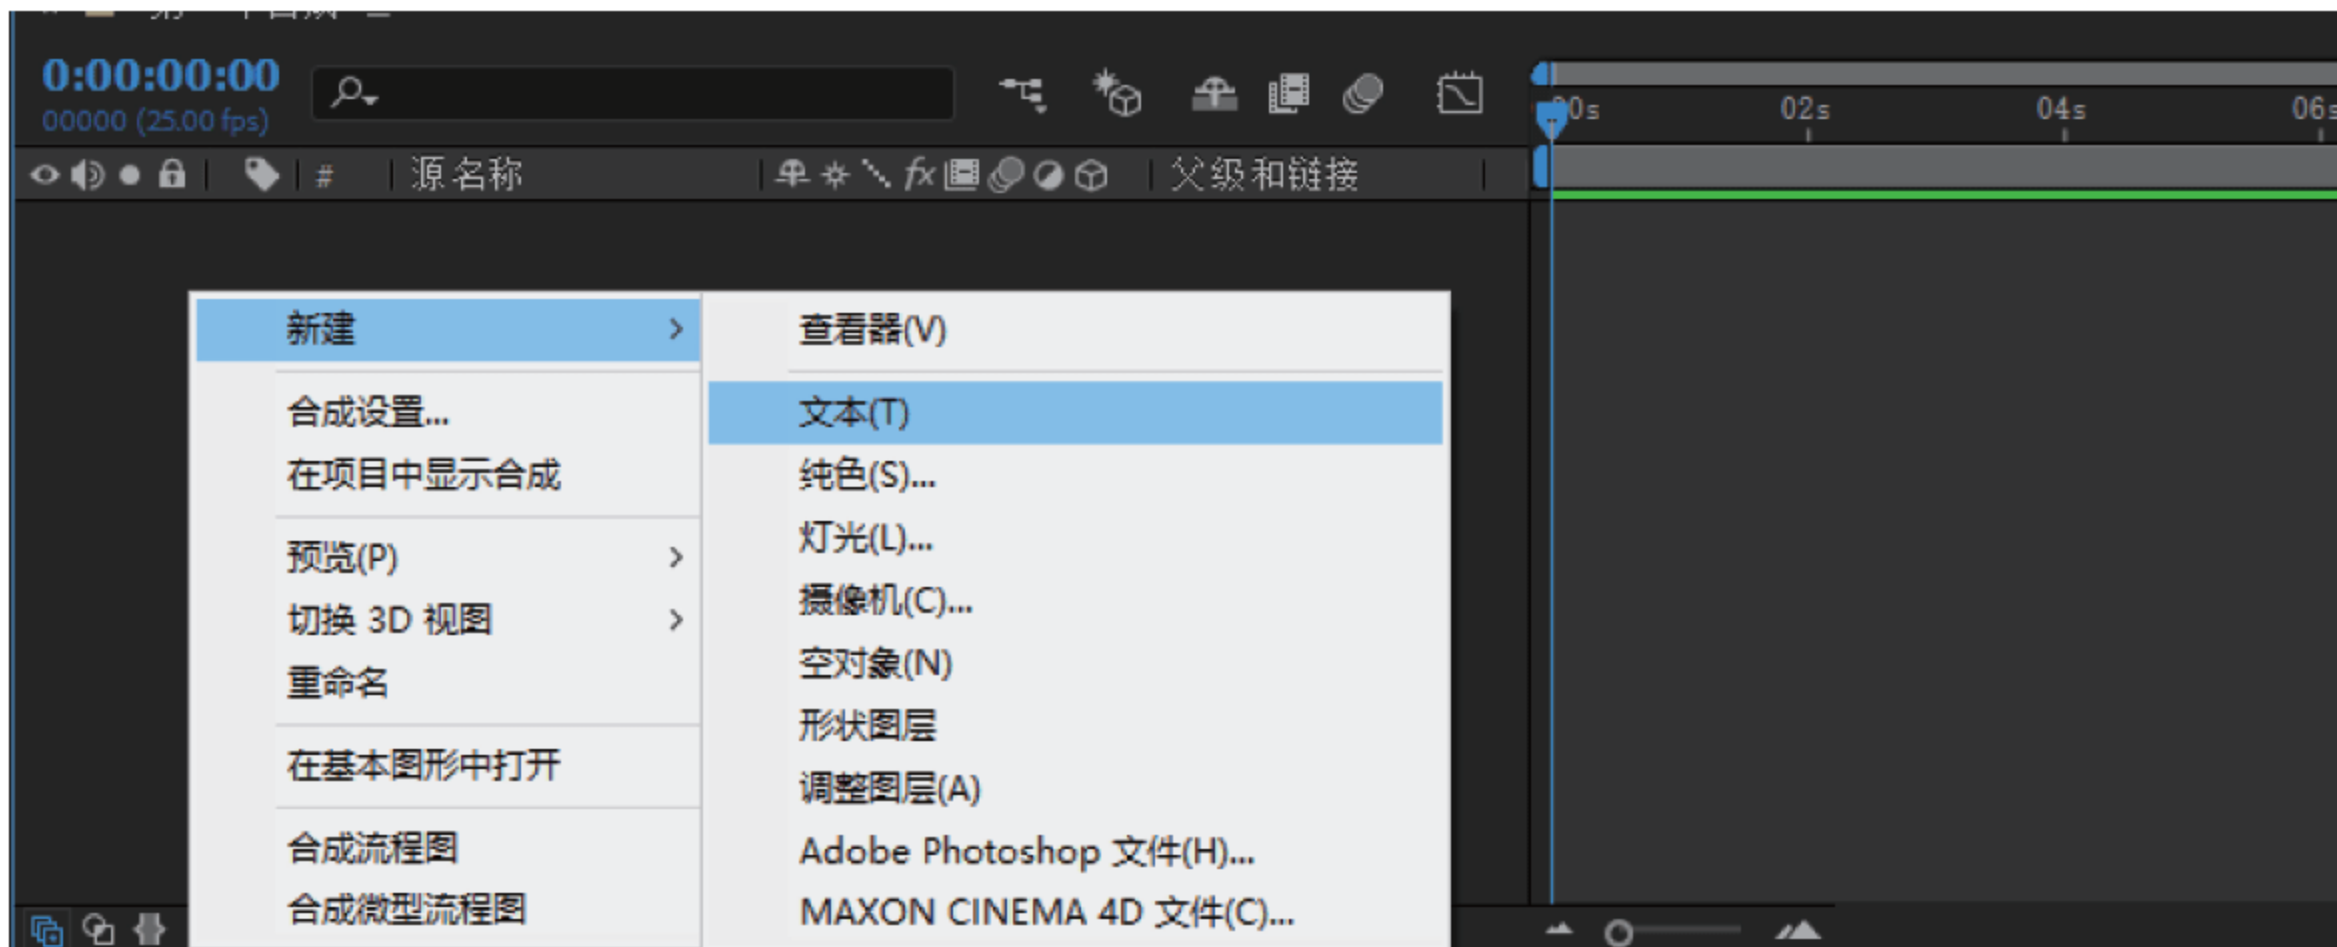 0:00:00:00
00000 (25.00 fps)
00s 02s 04s 06s
# 源名称 fx 父级和链接
新建
合成设置...
在项目中显示合成
预览(P)
切换 3D 视图
重命名
在基本图形中打开
合成流程图
合成微型流程图
查看器(V)
文本(T)
纯色(S)...
灯光(L)...
摄像机(C)...
空对象(N)
形状图层
调整图层(A)
Adobe Photoshop 文件(H)...
MAXON CINEMA 4D 文件(C)...